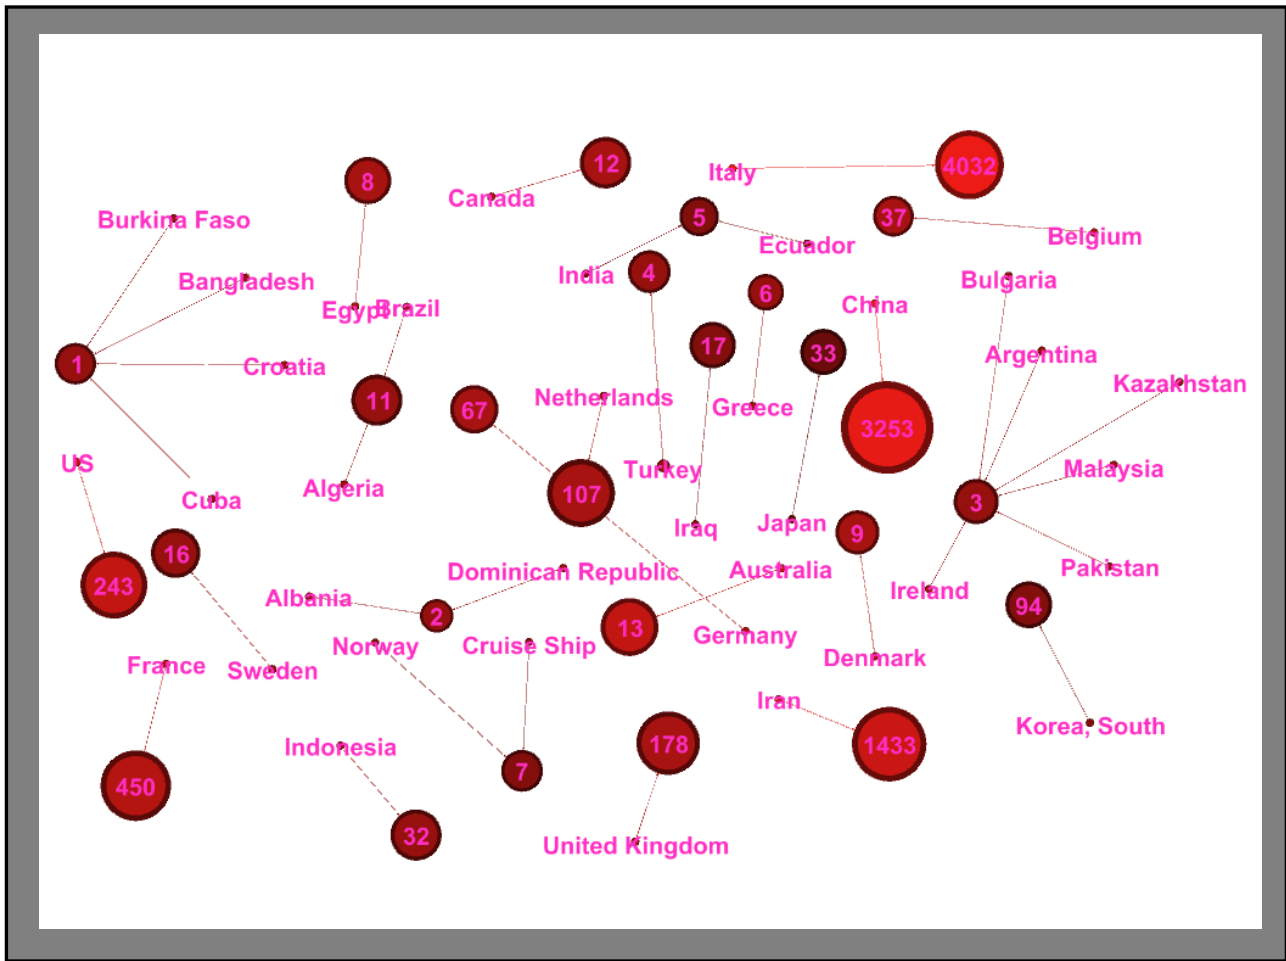 4032
12
Italy
8
Canada
5
37
Burkina Faso
Ecuador
Belgium
India
4
Bangladesh
Bulgaria
6
China
Egypt
Brazil
17
33
Argentina
1
Croatia
Kazakhstan
11
67
Netherlands
Greece
3253
US
Turkey
Malaysia
Algeria
107
Cuba
3
Iraq
Japan
9
16
Dominican Republic
Australia
Pakistan
243
Albania
Ireland
94
2
13
Germany
Norway
Cruise Ship
Denmark
France
Sweden
Iran
Korea, South
Indonesia
178
1433
7
450
32
United Kingdom